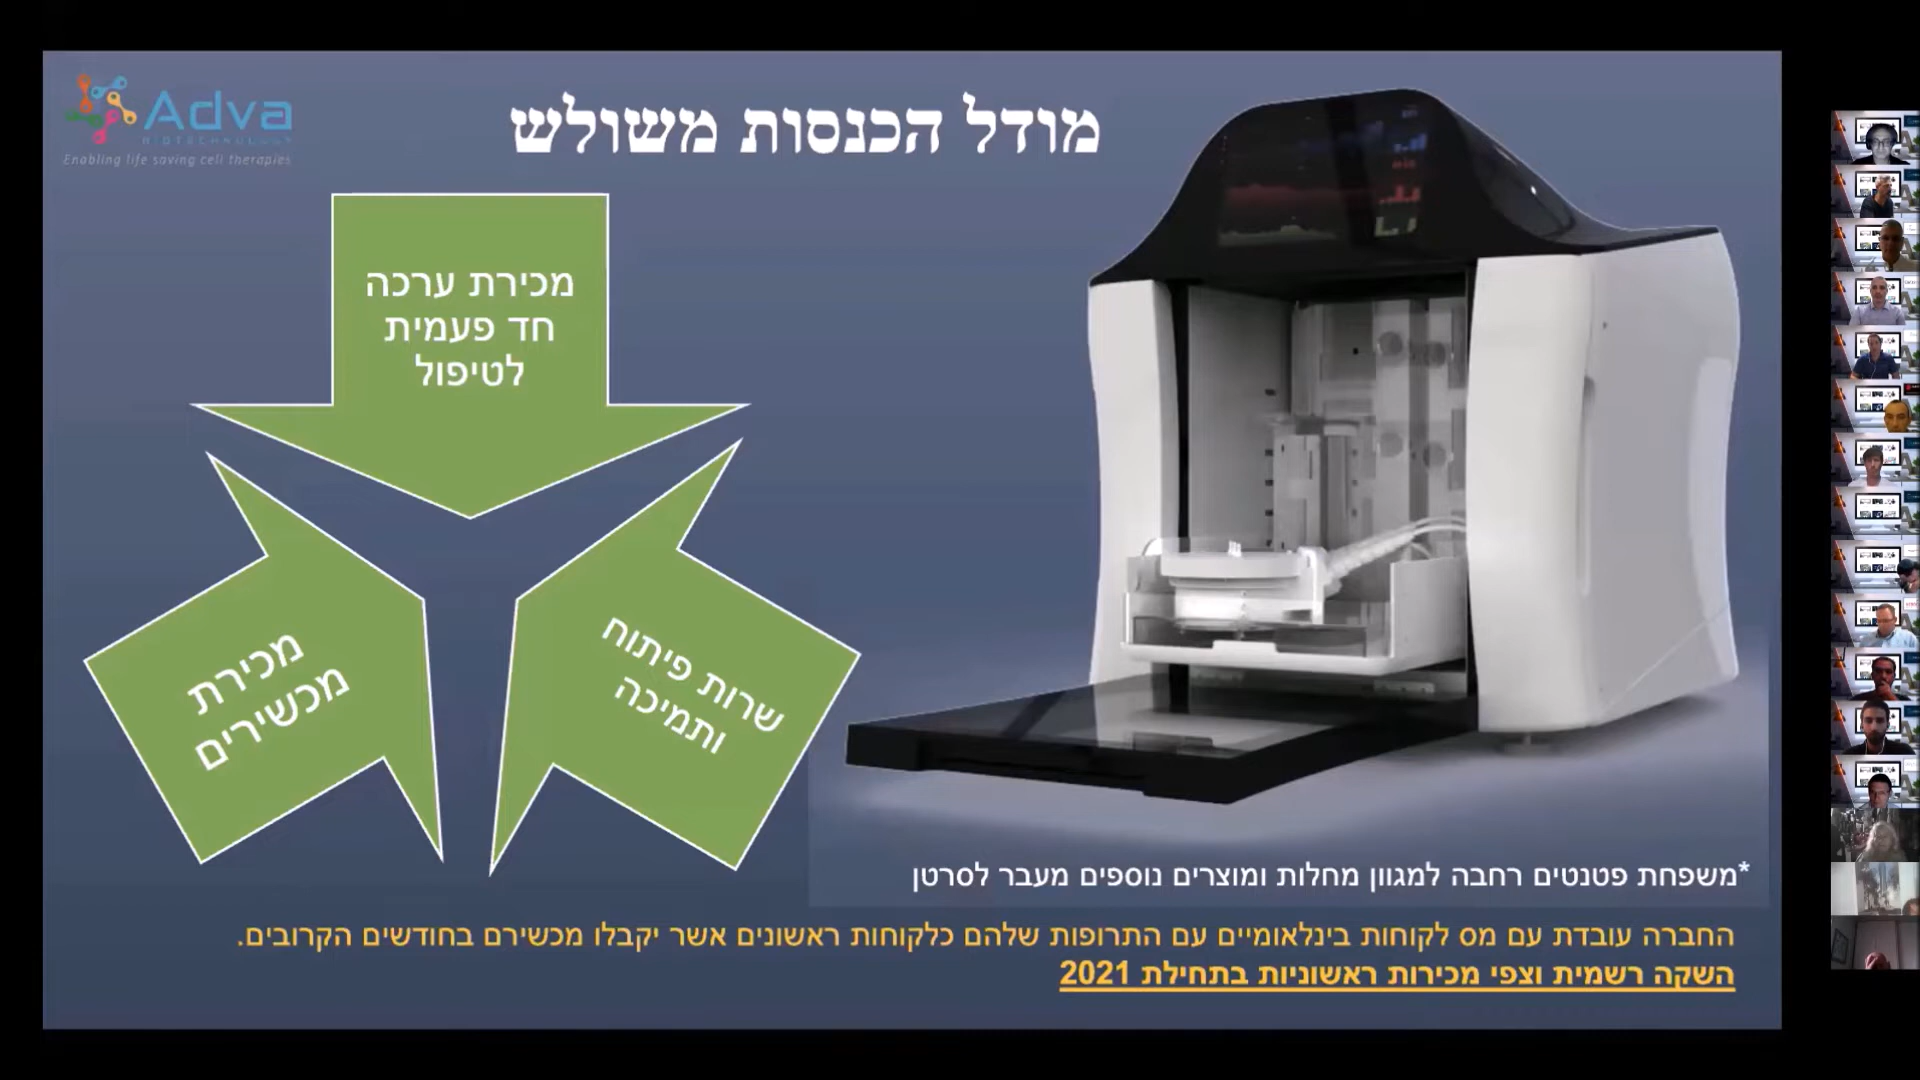 Adva
BIOTECHNOLOGY
Enabling life saving cell therapies
מודל הכנסות משולש
מכירת ערכה
חד פעמית
לטיפול
שרות פיתוח
ותמיכה
מכירת
מכשירים
*משפחת פטנטים רחבה למגוון מחלות ומוצרים נוספים מעבר לסרטן
החברה עובדת עם מס לקוחות בינלאומיים עם התרופות שלהם כלקוחות ראשונים אשר יקבלו מכשירם בחודשים הקרובים.
השקה רשמית וצפי מכירות ראשוניות בתחילת 2021